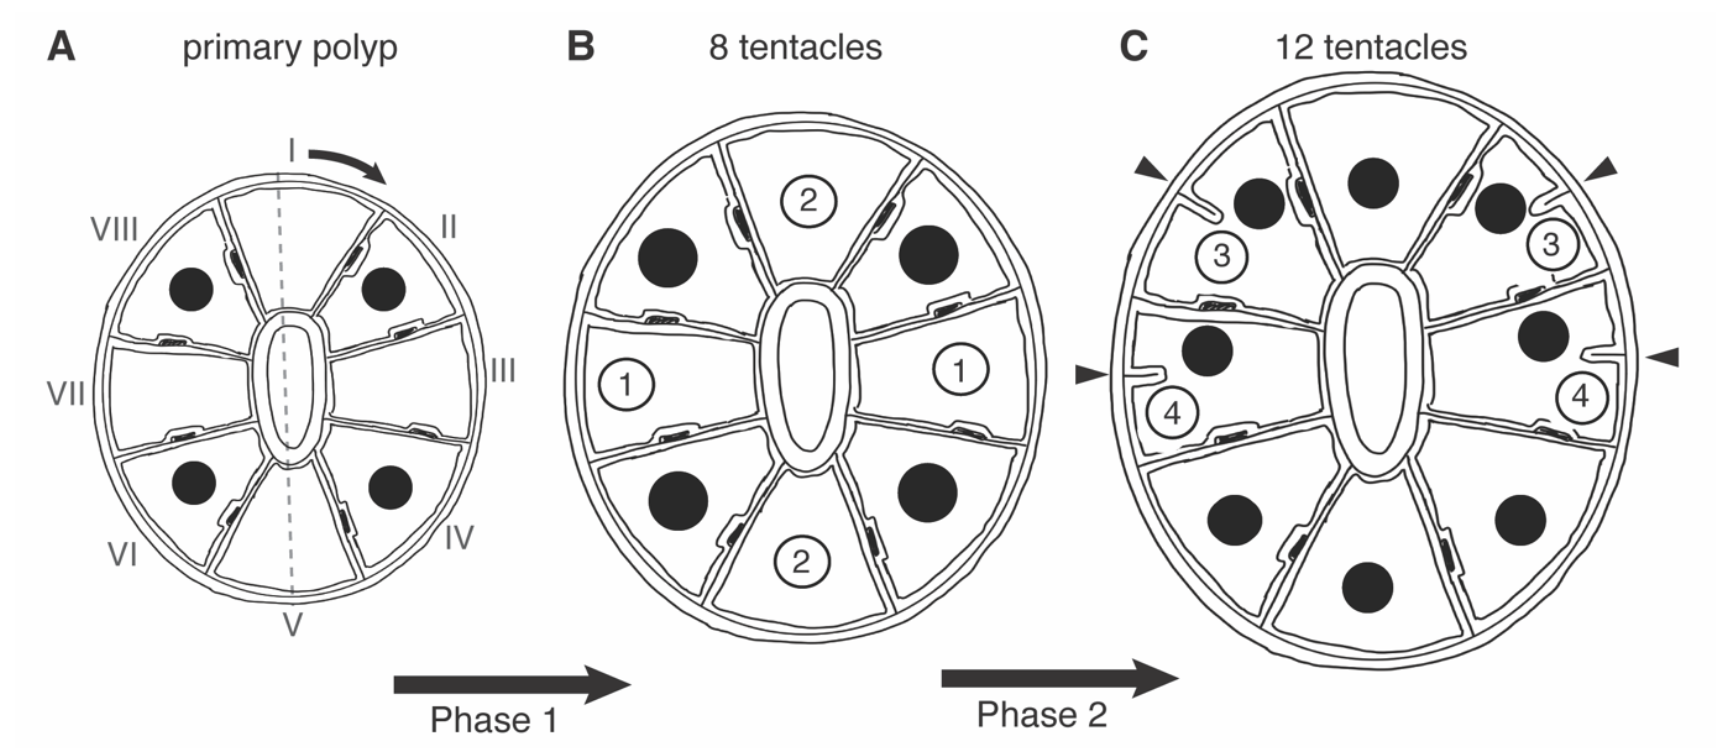 A primary polyp
B 8 tentacles
C 12 tentacles
I
VIII
II
VII
III
VI
IV
V
2
1
1
2
3
3
4
4
Phase 1
Phase 2